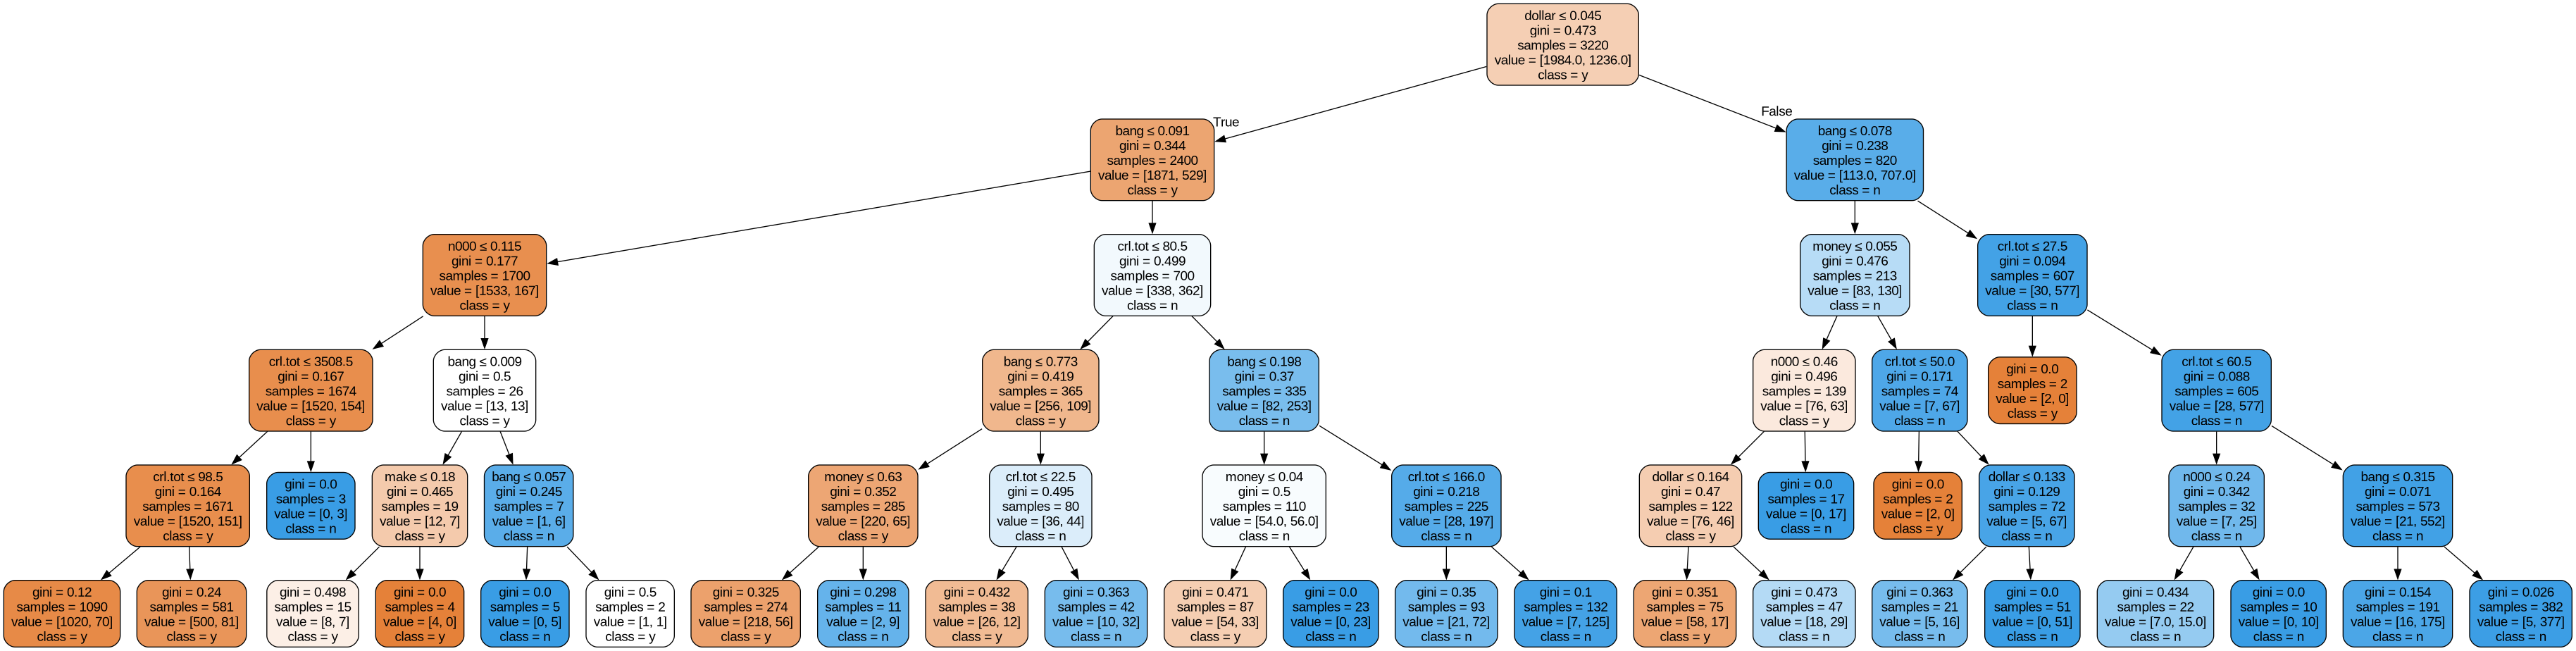 dollar ≤ 0.045
gini = 0.473
samples = 3220
value = [1984.0, 1236.0]
class = y
True
False
bang ≤ 0.091
gini = 0.344
samples = 2400
value = [1871, 529]
class = y
bang ≤ 0.078
gini = 0.238
samples = 820
value = [113.0, 707.0]
class = n
n000 ≤ 0.115
gini = 0.177
samples = 1700
value = [1533, 167]
class = y
crl.tot ≤ 80.5
gini = 0.499
samples = 700
value = [338, 362]
class = n
money ≤ 0.055
gini = 0.476
samples = 213
value = [83, 130]
class = n
crl.tot ≤ 27.5
gini = 0.094
samples = 607
value = [30, 577]
class = n
crl.tot ≤ 3508.5
gini = 0.167
samples = 1674
value = [1520, 154]
class = y
bang ≤ 0.009
gini = 0.5
samples = 26
value = [13, 13]
class = y
bang ≤ 0.773
gini = 0.419
samples = 365
value = [256, 109]
class = y
bang ≤ 0.198
gini = 0.37
samples = 335
value = [82, 253]
class = n
n000 ≤ 0.46
gini = 0.496
samples = 139
value = [76, 63]
class = y
crl.tot ≤ 50.0
gini = 0.171
samples = 74
value = [7, 67]
class = n
gini = 0.0
samples = 2
value = [2, 0]
class = y
crl.tot ≤ 60.5
gini = 0.088
samples = 605
value = [28, 577]
class = n
crl.tot ≤ 98.5
gini = 0.164
samples = 1671
value = [1520, 151]
class = y
gini = 0.0
samples = 3
value = [0, 3]
class = n
make ≤ 0.18
gini = 0.465
samples = 19
value = [12, 7]
class = y
bang ≤ 0.057
gini = 0.245
samples = 7
value = [1, 6]
class = n
money ≤ 0.63
gini = 0.352
samples = 285
value = [220, 65]
class = y
crl.tot ≤ 22.5
gini = 0.495
samples = 80
value = [36, 44]
class = n
money ≤ 0.04
gini = 0.5
samples = 110
value = [54.0, 56.0]
class = n
crl.tot ≤ 166.0
gini = 0.218
samples = 225
value = [28, 197]
class = n
dollar ≤ 0.164
gini = 0.47
samples = 122
value = [76, 46]
class = y
gini = 0.0
samples = 17
value = [0, 17]
class = n
gini = 0.0
samples = 2
value = [2, 0]
class = y
dollar ≤ 0.133
gini = 0.129
samples = 72
value = [5, 67]
class = n
n000 ≤ 0.24
gini = 0.342
samples = 32
value = [7, 25]
class = n
bang ≤ 0.315
gini = 0.071
samples = 573
value = [21, 552]
class = n
gini = 0.12
samples = 1090
value = [1020, 70]
class = y
gini = 0.24
samples = 581
value = [500, 81]
class = y
gini = 0.498
samples = 15
value = [8, 7]
class = y
gini = 0.0
samples = 4
value = [4, 0]
class = y
gini = 0.0
samples = 5
value = [0, 5]
class = n
gini = 0.5
samples = 2
value = [1, 1]
class = y
gini = 0.325
samples = 274
value = [218, 56]
class = y
gini = 0.298
samples = 11
value = [2, 9]
class = n
gini = 0.432
samples = 38
value = [26, 12]
class = y
gini = 0.363
samples = 42
value = [10, 32]
class = n
gini = 0.471
samples = 87
value = [54, 33]
class = y
gini = 0.0
samples = 23
value = [0, 23]
class = n
gini = 0.35
samples = 93
value = [21, 72]
class = n
gini = 0.1
samples = 132
value = [7, 125]
class = n
gini = 0.351
samples = 75
value = [58, 17]
class = y
gini = 0.473
samples = 47
value = [18, 29]
class = n
gini = 0.363
samples = 21
value = [5, 16]
class = n
gini = 0.0
samples = 51
value = [0, 51]
class = n
gini = 0.434
samples = 22
value = [7.0, 15.0]
class = n
gini = 0.0
samples = 10
value = [0, 10]
class = n
gini = 0.154
samples = 191
value = [16, 175]
class = n
gini = 0.026
samples = 382
value = [5, 377]
class = n